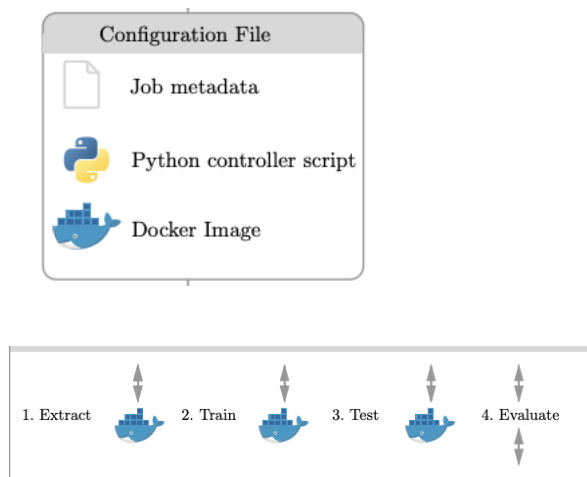 Configuration File
Job metadata
Python controller script
Docker Image
1. Extract
2. Train
3. Test
4. Evaluate